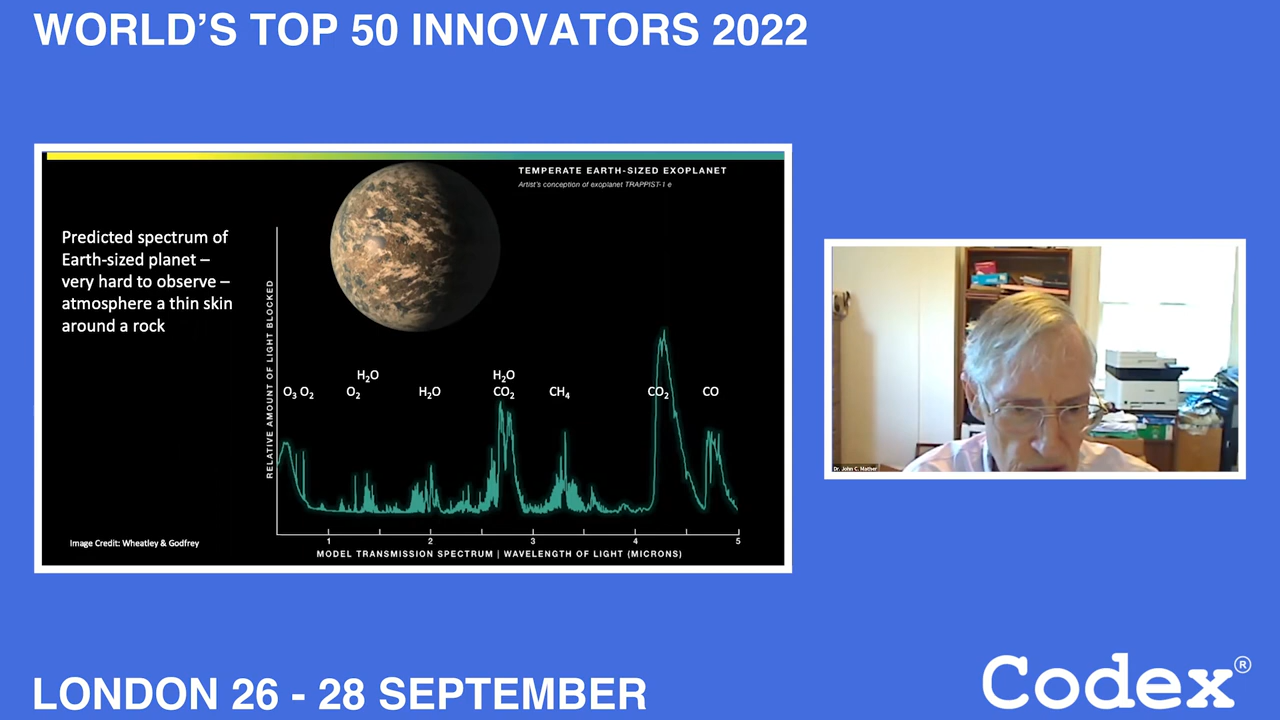 WORLD'S TOP 50 INNOVATORS 2022
TEMPERATE EARTH-SIZED EXOPLANET
Artist's conception of exoplanet TRAPPIST-1 e
Predicted spectrum of
Earth-sized planet –
very hard to observe –
atmosphere a thin skin
around a rock
RELATIVE AMOUNT OF LIGHT BLOCKED
H₂O H₂O
O₃ O₂ O₂ H₂O CO₂ CH₄ CO₂ CO
1 2 3 4 5
MODEL TRANSMISSION SPECTRUM | WAVELENGTH OF LIGHT (MICRONS)
Image Credit: Wheatley & Godfrey
Dr. John C. Mather
LONDON 26 - 28 SEPTEMBER
Codex®